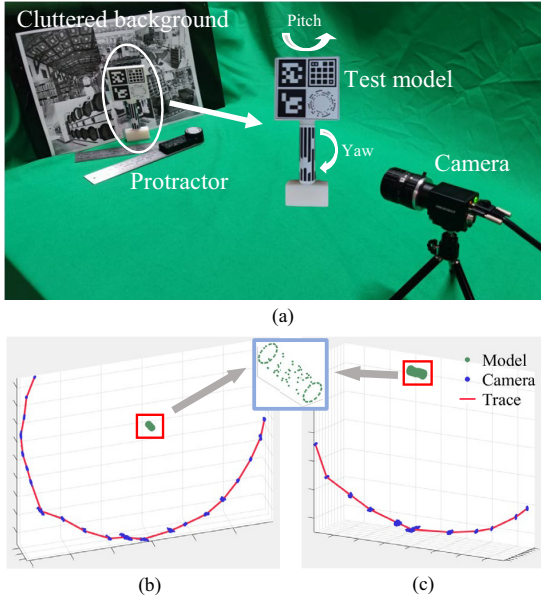 Cluttered background
Pitch
Test model
Yaw
Camera
Protractor
(a)
Model
Camera
Trace
(b)
(c)